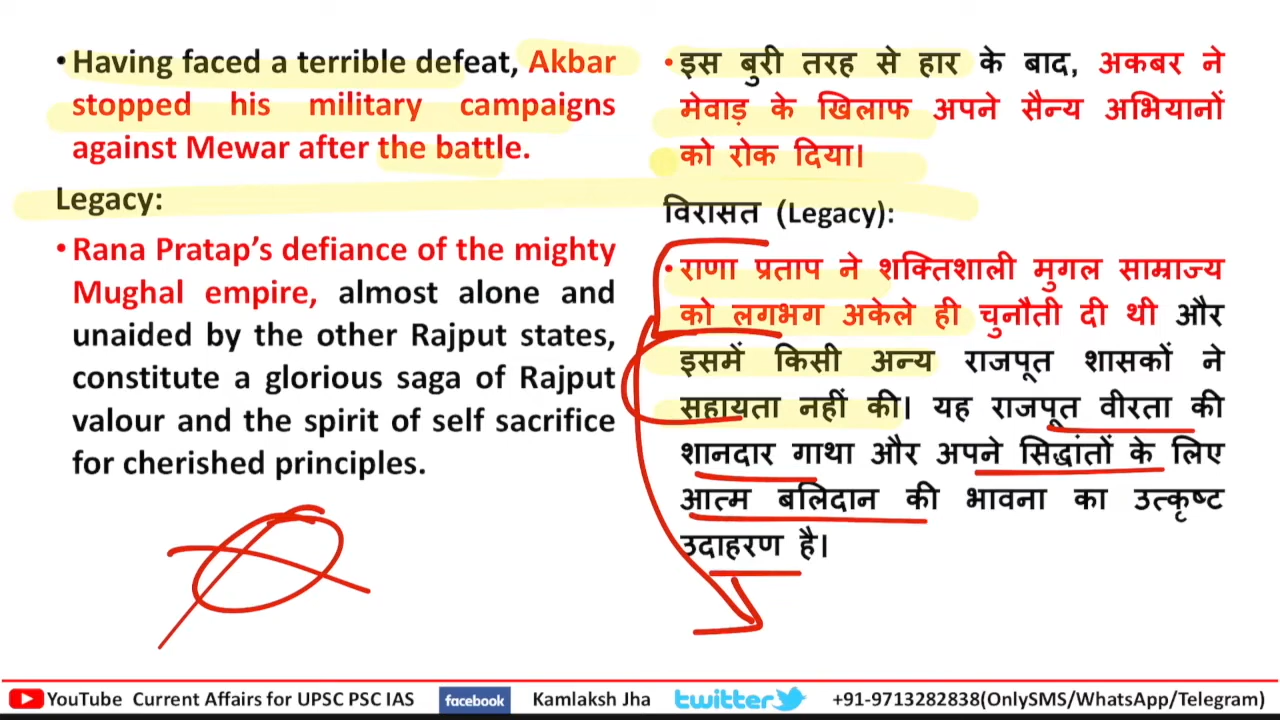 • Having faced a terrible defeat, Akbar
stopped his military campaigns
against Mewar after the battle.
Legacy:
• Rana Pratap’s defiance of the mighty
Mughal empire, almost alone and
unaided by the other Rajput states,
constitute a glorious saga of Rajput
valour and the spirit of self sacrifice
for cherished principles.
• इस बुरी तरह से हार के बाद, अकबर ने
मेवाड़ के खिलाफ अपने सैन्य अभियानों
को रोक दिया।
विरासत (Legacy):
• राणा प्रताप ने शक्तिशाली मुगल साम्राज्य
को लगभग अकेले ही चुनौती दी थी और
इसमें किसी अन्य राजपूत शासकों ने
सहायता नहीं की। यह राजपूत वीरता की
शानदार गाथा और अपने सिद्धांतों के लिए
आत्म बलिदान की भावना का उत्कृष्ट
उदाहरण है।
YouTube Current Affairs for UPSC PSC IAS facebook Kamlaksh Jha twitter +91-9713282838(OnlySMS/WhatsApp/Telegram)